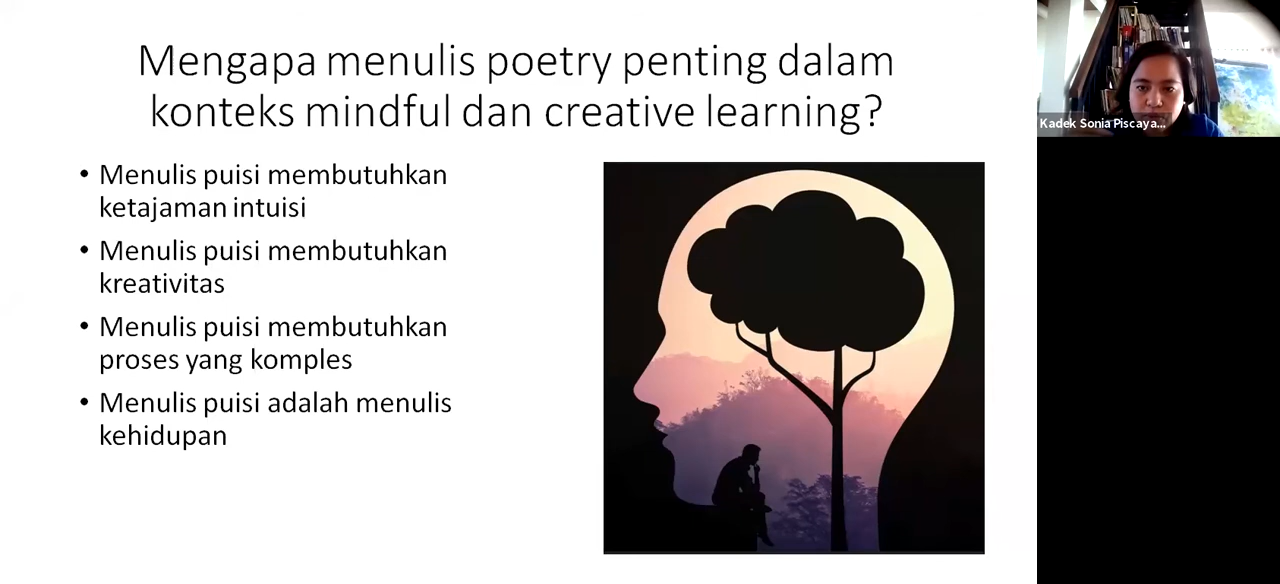 Mengapa menulis poetry penting dalam
konteks mindful dan creative learning?
• Menulis puisi membutuhkan
ketajaman intuisi
• Menulis puisi membutuhkan
kreativitas
• Menulis puisi membutuhkan
proses yang komples
• Menulis puisi adalah menulis
kehidupan
Kadek Sonia Piscaya...